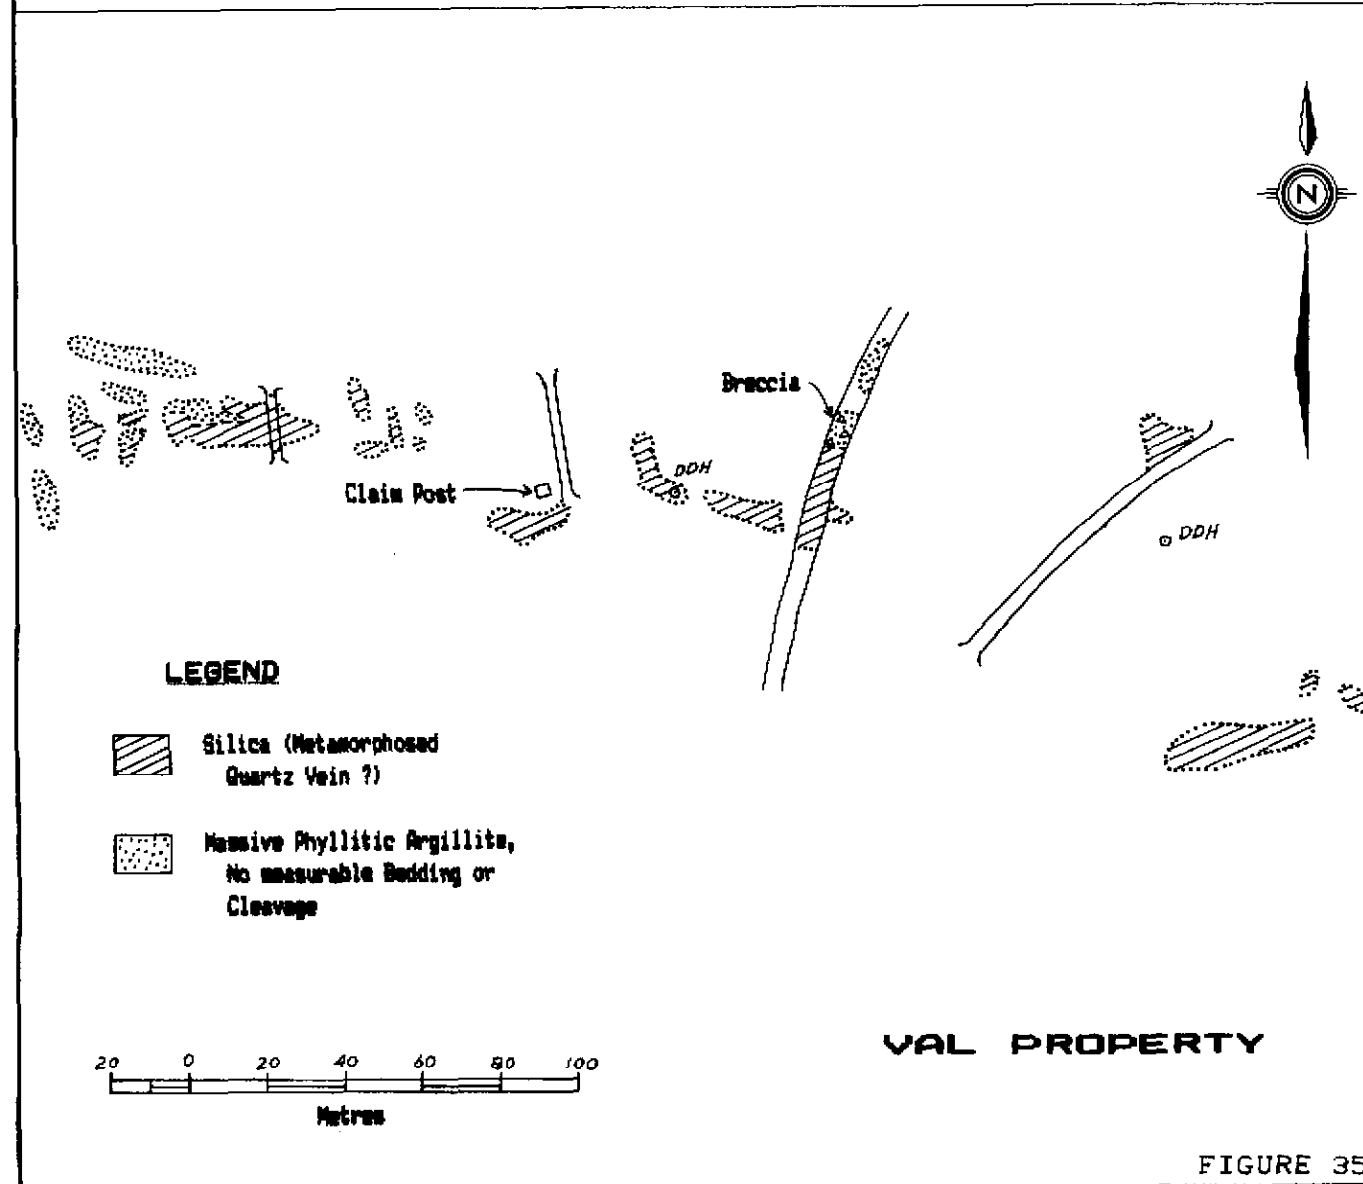 N
Breccia
DDH
Claim Post
DDH
LEGEND
Silica (Metamorphosed
Quartz Vein ?)
Massive Phyllitic Argillite,
No measurable Bedding or
Cleavage
20 0 20 40 60 80 100
Metres
VAL PROPERTY
FIGURE 35